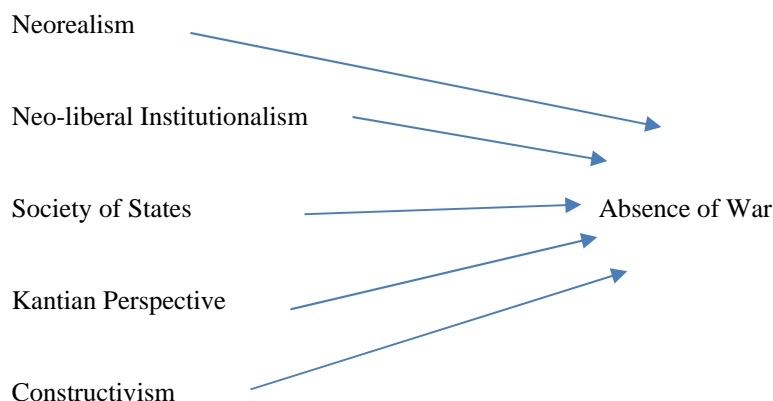 Neorealism
Neo-liberal Institutionalism
Society of States
Absence of War
Kantian Perspective
Constructivism